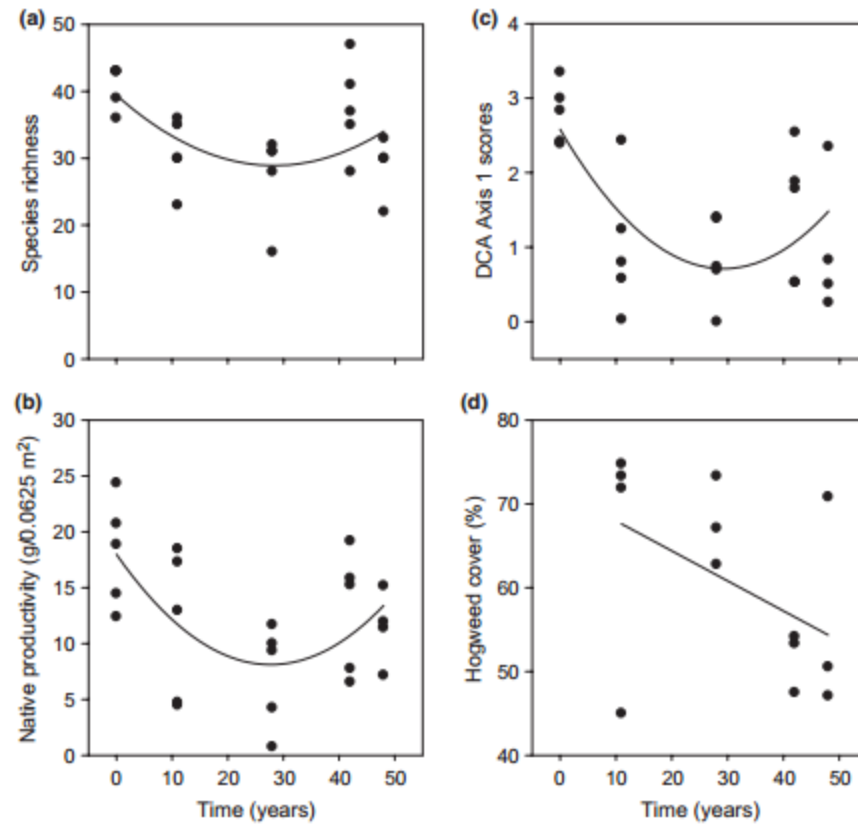 (a)
50
40
30
20
10
0
Species richness
(c)
4
3
2
1
0
DCA Axis 1 scores
(b)
30
25
20
15
10
5
0
Native productivity (g/0.0625 m²)
0 10 20 30 40 50
Time (years)
(d)
80
70
60
50
40
Hogweed cover (%)
0 10 20 30 40 50
Time (years)